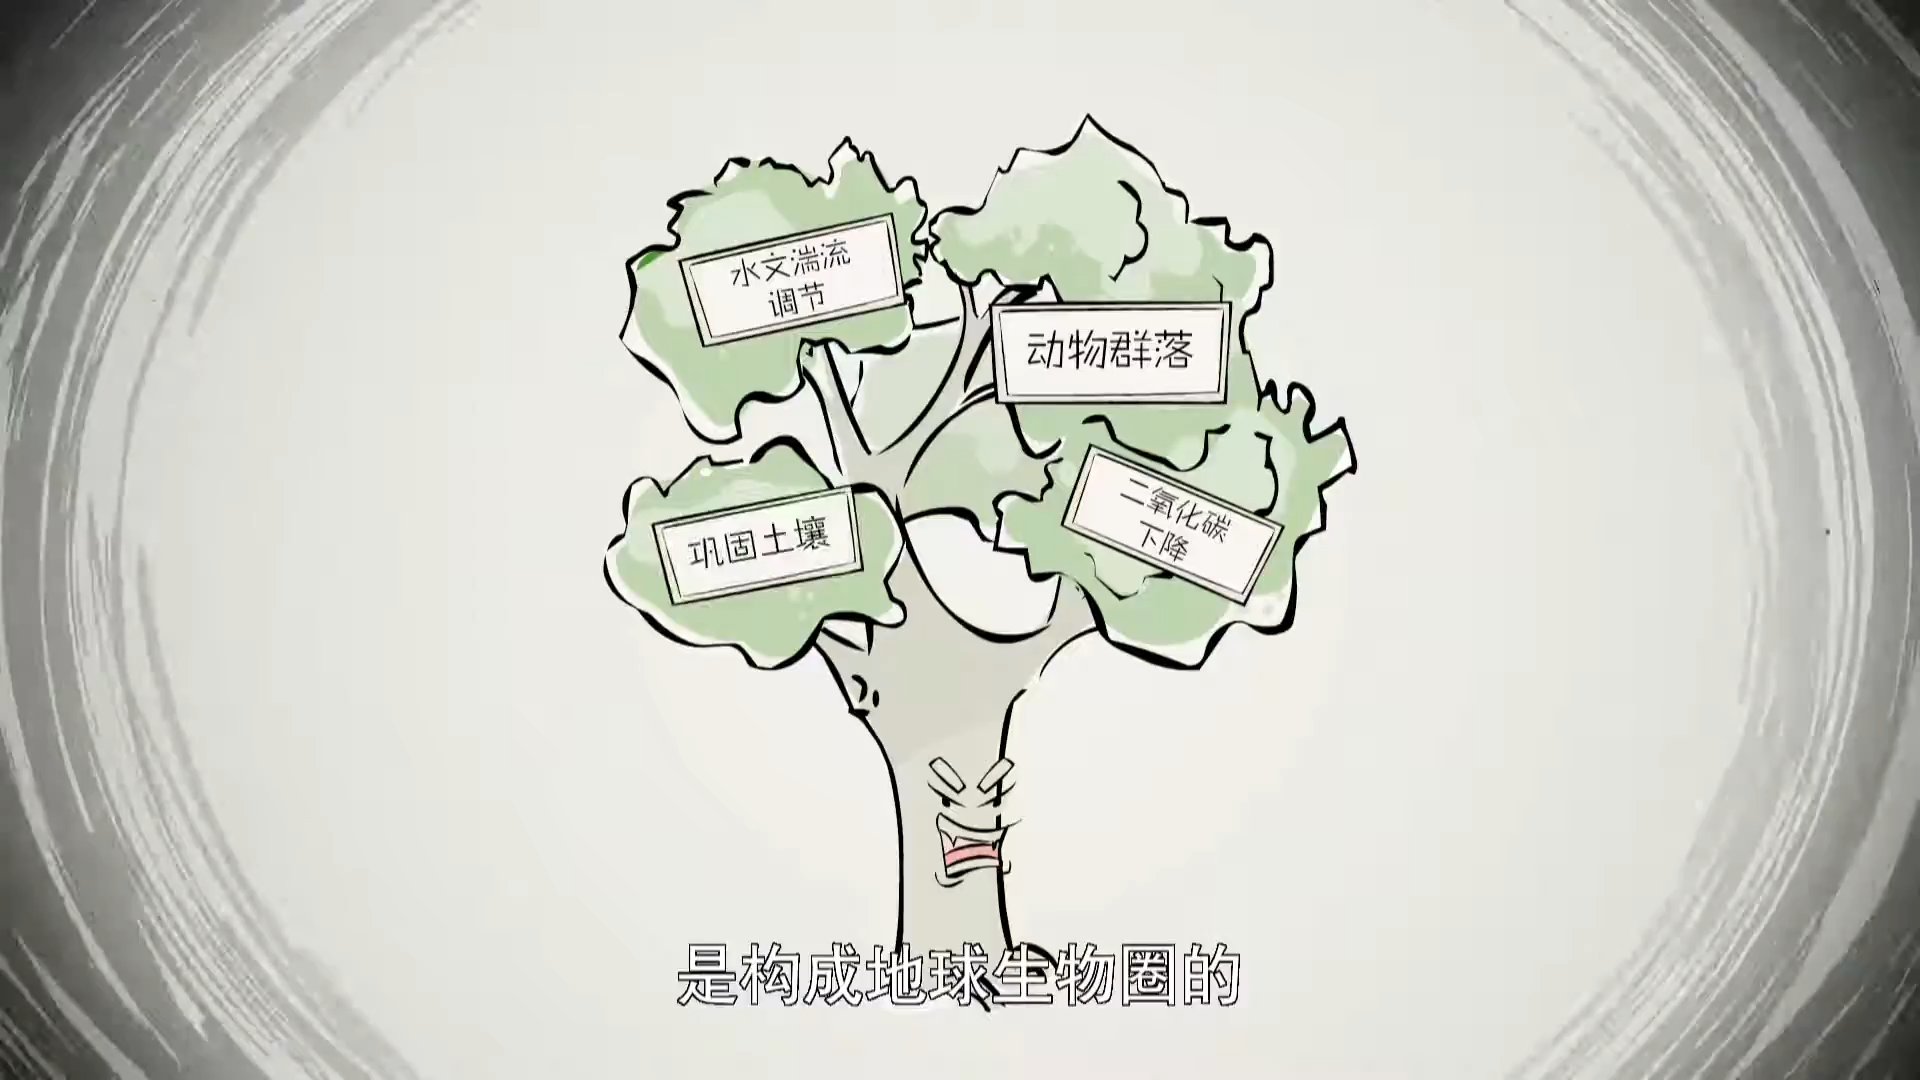 水文湍流
调节
动物群落
巩固土壤
二氧化碳
下降
是构成地球生物圈的